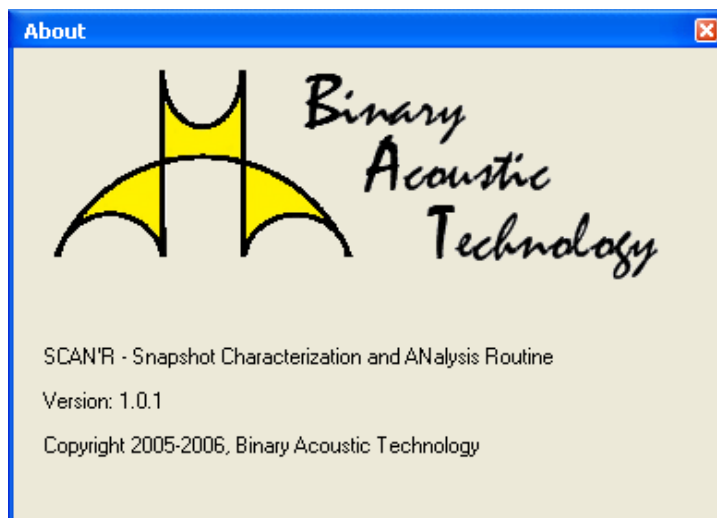 About
Binary
Acoustic
Technology
SCAN'R - Snapshot Characterization and ANalysis Routine
Version: 1.0.1
Copyright 2005-2006, Binary Acoustic Technology